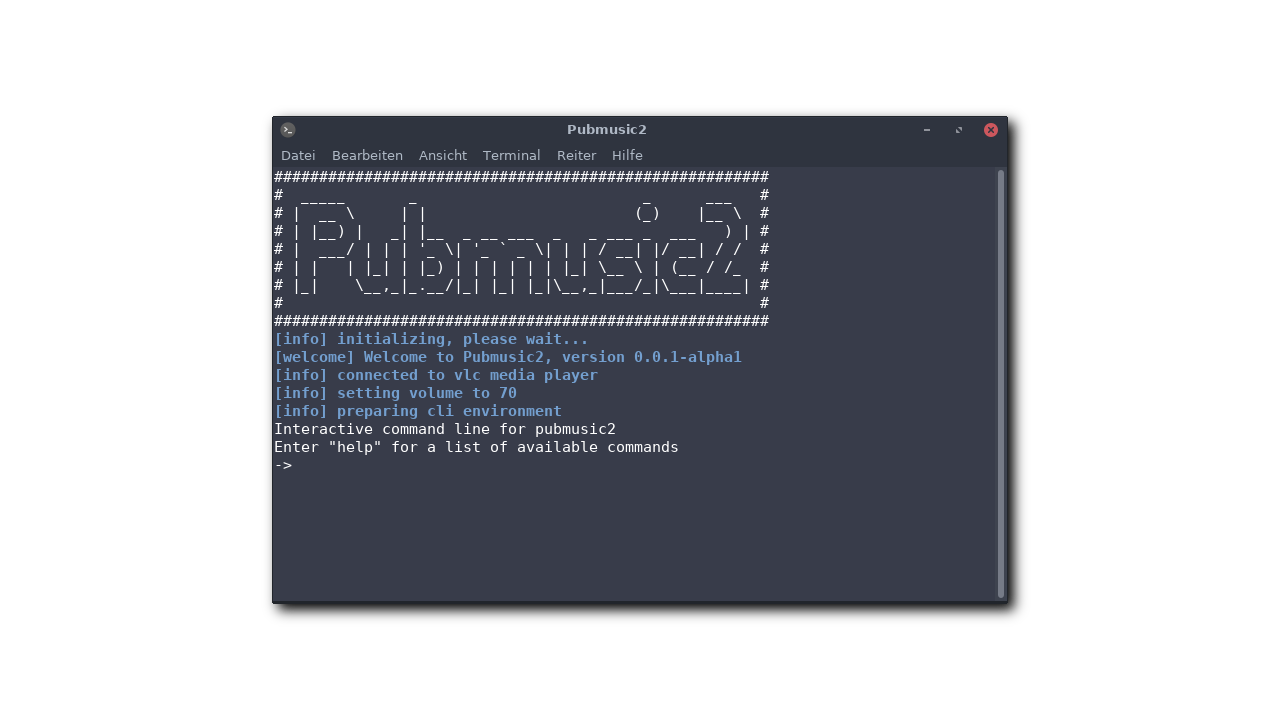 #######################################################
#  _____       _                         _      ___   #
# |  __ \     | |                       (_)    |__ \  #
# | |__) |   _| |__  _ __ ___  _   _ ___ _  ___   ) | #
# |  ___/ | | | '_ \| '_ ` _ \| | | / __| |/ __| / /  #
# | |   | |_| | |_) | | | | | | |_| \__ \ | (__ / /_  #
# |_|    \__,_|_.__/|_| |_| |_|\__,_|___/_|\___|____| #
#                                                     #
#######################################################
Pubmusic2
Datei Bearbeiten Ansicht Terminal Reiter Hilfe
[info] initializing, please wait...
[welcome] Welcome to Pubmusic2, version 0.0.1-alpha1
[info] connected to vlc media player
[info] setting volume to 70
[info] preparing cli environment
Interactive command line for pubmusic2
Enter "help" for a list of available commands
->